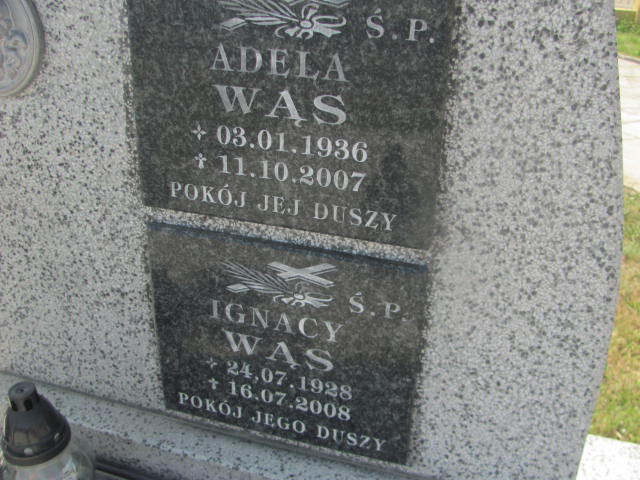 Ś.P.
ADELA
WĄS
03.01.1936
11.10.2007
POKÓJ JEJ DUSZY
Ś.P.
IGNACY
WĄS
24.07.1928
16.07.2008
POKÓJ JEGO DUSZY